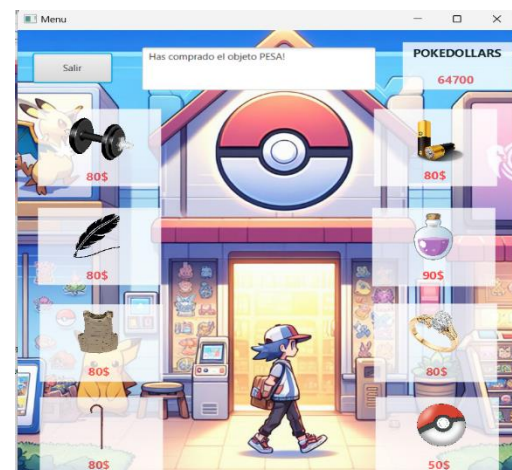 Menu
Salir
Has comprado el objeto PESA!
POKEDOLLARS
64700
80$
80$
80$
90$
80$
80$
80$
50$